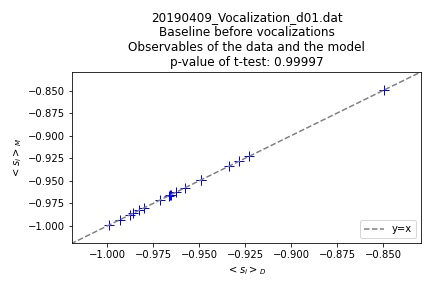 20190409_Vocalization_d01.dat
Baseline before vocalizations
Observables of the data and the model
p-value of t-test: 0.99997
< s_i >_M
−0.850
−0.875
−0.900
−0.925
−0.950
−0.975
−1.000
y=x
−1.000 −0.975 −0.950 −0.925 −0.900 −0.875 −0.850
< s_i >_D